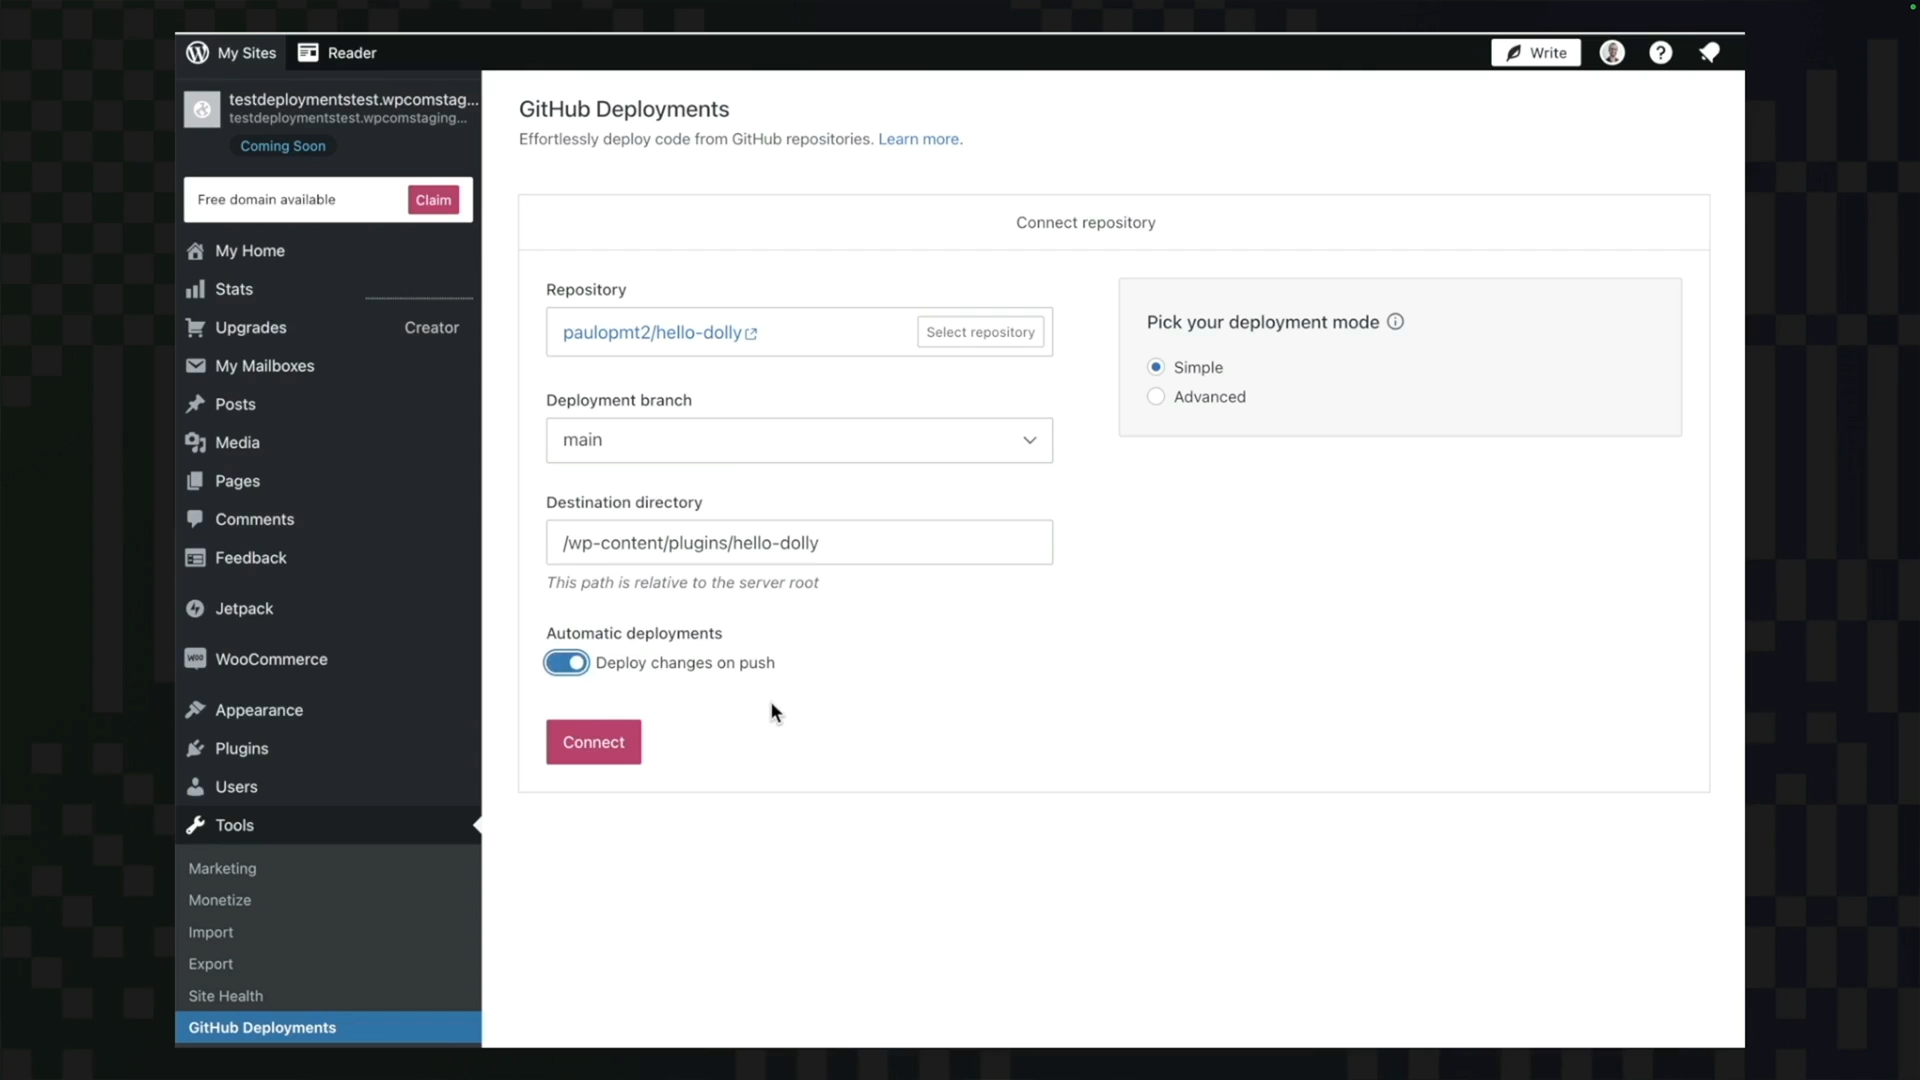 My Sites
Reader
Write
testdeploymentstest.wpcomstag...
testdeploymentstest.wpcomstaging...
Coming Soon
Free domain available
Claim
My Home
Stats
Upgrades
Creator
My Mailboxes
Posts
Media
Pages
Comments
Feedback
Jetpack
WooCommerce
Appearance
Plugins
Users
Tools
Marketing
Monetize
Import
Export
Site Health
GitHub Deployments
GitHub Deployments
Effortlessly deploy code from GitHub repositories. Learn more.
Connect repository
Repository
paulopmt2/hello-dolly
Select repository
Deployment branch
main
Destination directory
/wp-content/plugins/hello-dolly
This path is relative to the server root
Automatic deployments
Deploy changes on push
Connect
Pick your deployment mode
Simple
Advanced